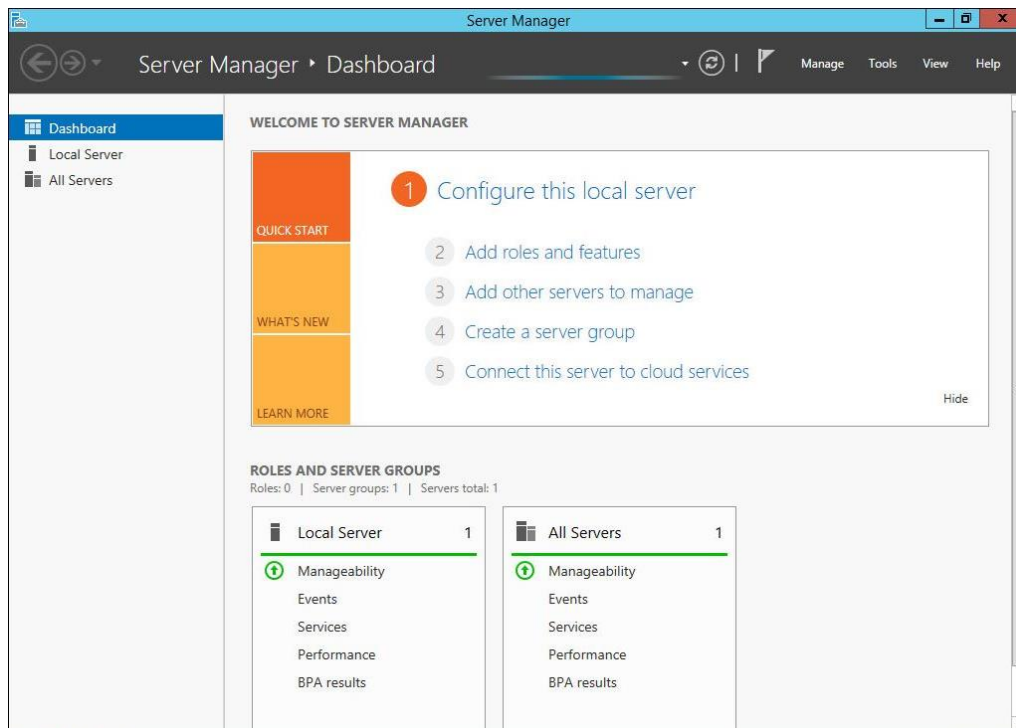 Server Manager
Server Manager ‣ Dashboard
Manage Tools View Help
Dashboard
Local Server
All Servers
WELCOME TO SERVER MANAGER
QUICK START
WHAT'S NEW
LEARN MORE
1 Configure this local server
2 Add roles and features
3 Add other servers to manage
4 Create a server group
5 Connect this server to cloud services
Hide
ROLES AND SERVER GROUPS
Roles: 0 | Server groups: 1 | Servers total: 1
Local Server 1
Manageability
Events
Services
Performance
BPA results
All Servers 1
Manageability
Events
Services
Performance
BPA results